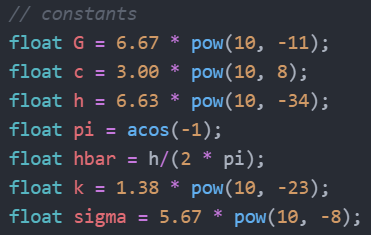 // constants
float G = 6.67 * pow(10, -11);
float c = 3.00 * pow(10, 8);
float h = 6.63 * pow(10, -34);
float pi = acos(-1);
float hbar = h/(2 * pi);
float k = 1.38 * pow(10, -23);
float sigma = 5.67 * pow(10, -8);